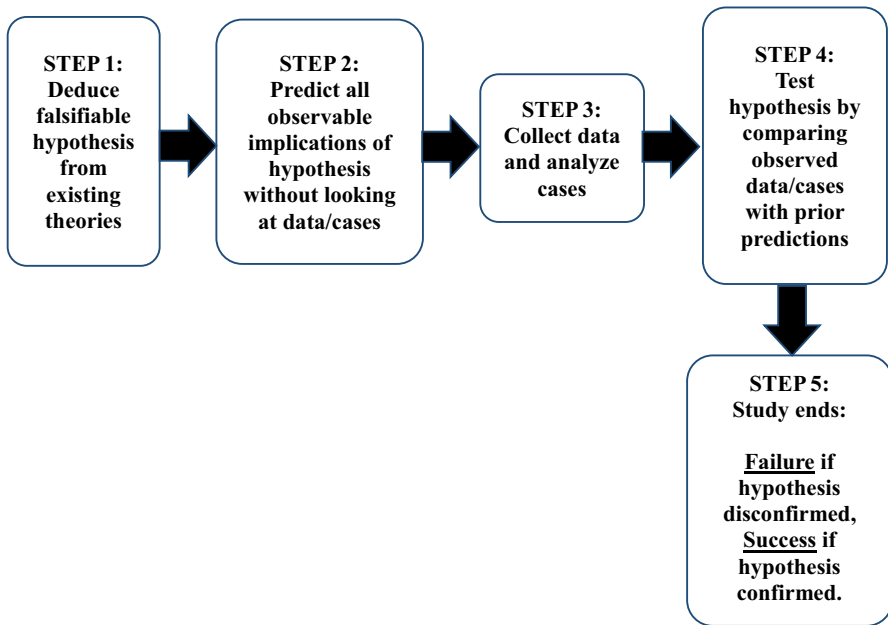 STEP 1:
Deduce
falsifiable
hypothesis
from
existing
theories
STEP 2:
Predict all
observable
implications of
hypothesis
without looking
at data/cases
STEP 3:
Collect data
and analyze
cases
STEP 4:
Test
hypothesis by
comparing
observed
data/cases
with prior
predictions
STEP 5:
Study ends:
Failure if
hypothesis
disconfirmed,
Success if
hypothesis
confirmed.